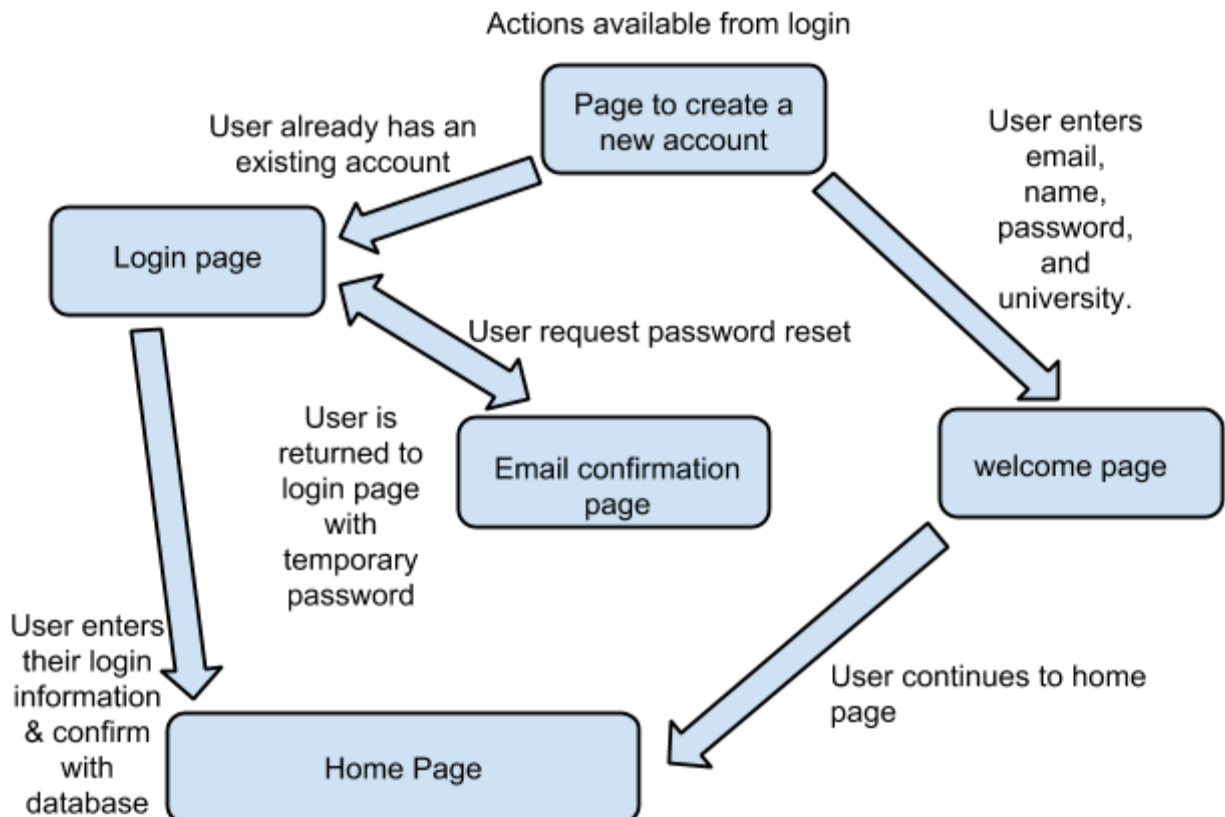 Actions available from login
Page to create a
new account
User already has an
existing account
User enters
email,
name,
password,
and
university.
Login page
User request password reset
User is
returned to
login page
with
temporary
password
Email confirmation
page
welcome page
User enters
their login
information
& confirm
with
database
User continues to home
page
Home Page